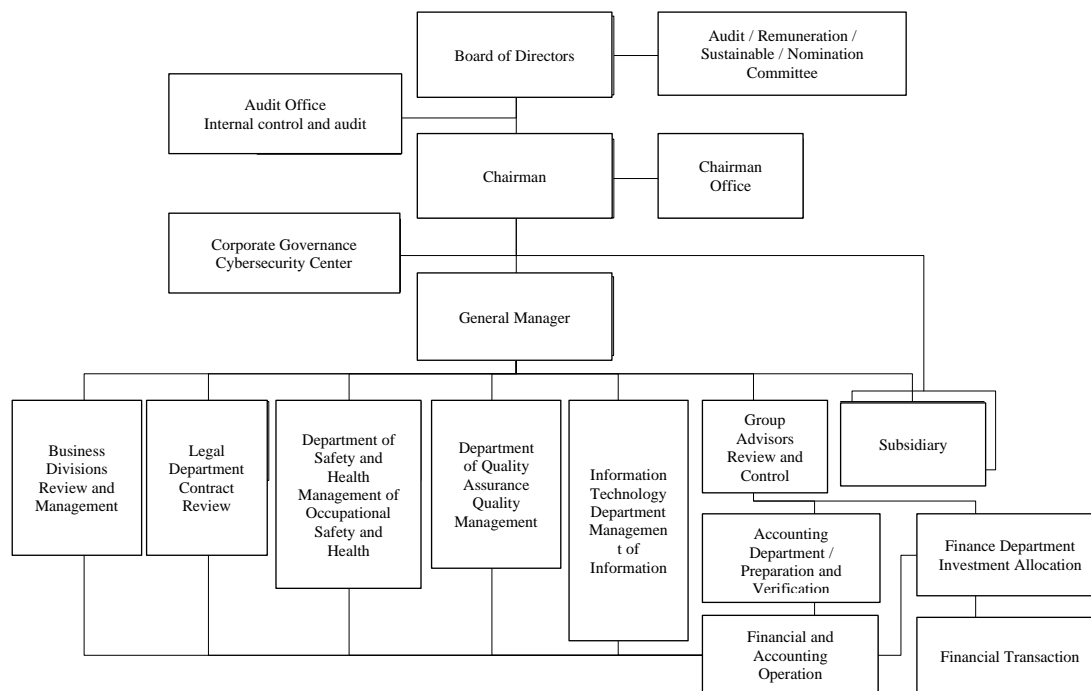 Board of Directors
Audit / Remuneration /
Sustainable / Nomination
Committee
Audit Office
Internal control and audit
Chairman
Chairman
Office
Corporate Governance
Cybersecurity Center
General Manager
Business
Divisions
Review and
Management
Legal
Department
Contract
Review
Department of
Safety and
Health
Management of
Occupational
Safety and
Health
Department
of Quality
Assurance
Quality
Management
Information
Technology
Department
Managemen
t of
Information
Group
Advisors
Review and
Control
Subsidiary
Accounting
Department /
Preparation and
Verification
Finance Department
Investment Allocation
Financial and
Accounting
Operation
Financial Transaction